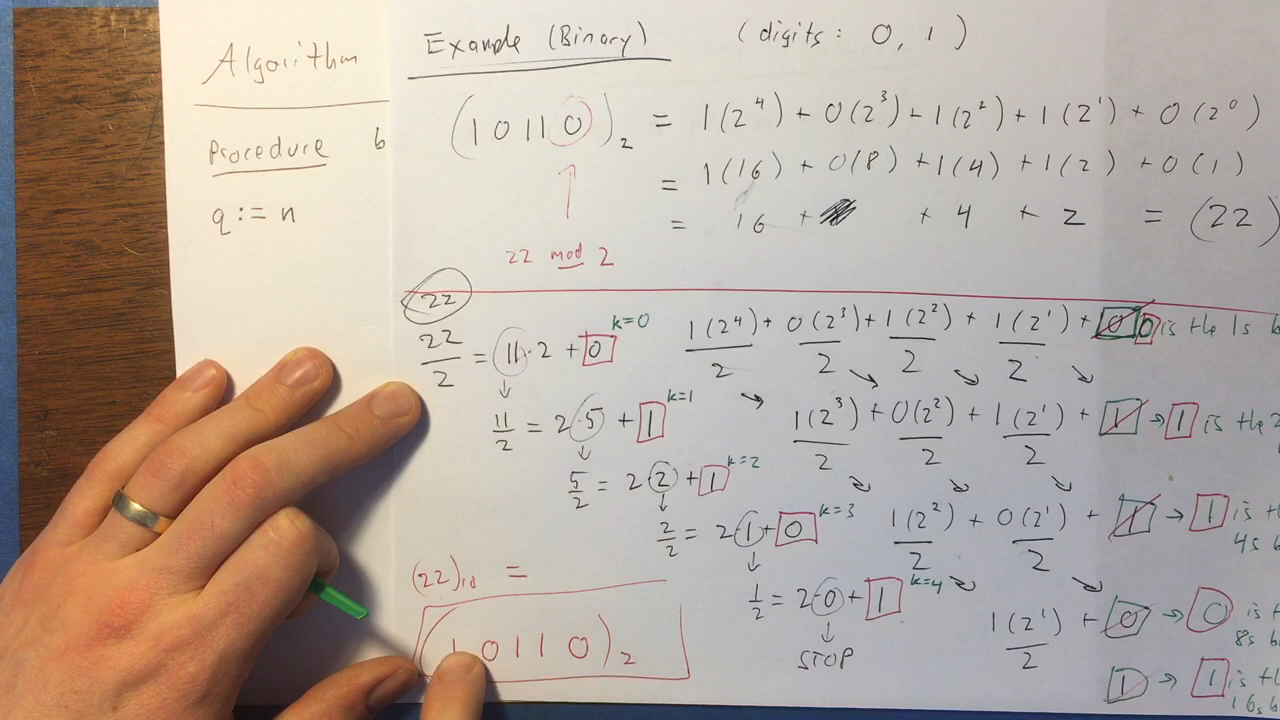 Algorithm
Procedure b
q := n
Example (Binary) (digits: 0, 1)
(10110)₂ = 1(2⁴) + 0(2³) + 1(2²) + 1(2¹) + 0(2⁰)
= 1(16) + 0(8) + 1(4) + 1(2) + 0(1)
= 16 + + 4 + 2 = (22)
22 mod 2
22
22/2 = 11·2 + 0 k=0
1(2⁴)/2 + 0(2³)/2 + 1(2²)/2 + 1(2¹)/2 + 0 0 is the 1s b
11/2 = 2·5 + 1 k=1
1(2³)/2 + 0(2²)/2 + 1(2¹)/2 + 1 → 1 is the 2
5/2 = 2·2 + 1 k=2
2/2 = 2·1 + 0 k=3
1(2²)/2 + 0(2¹)/2 + 1 → 1 is th
4s b
1/2 = 2·0 + 1 k=4
STOP
1(2¹)/2 + 0 → 0 is t
8s b
1 → 1 is th
16s b
(22)₁₀ =
(10110)₂